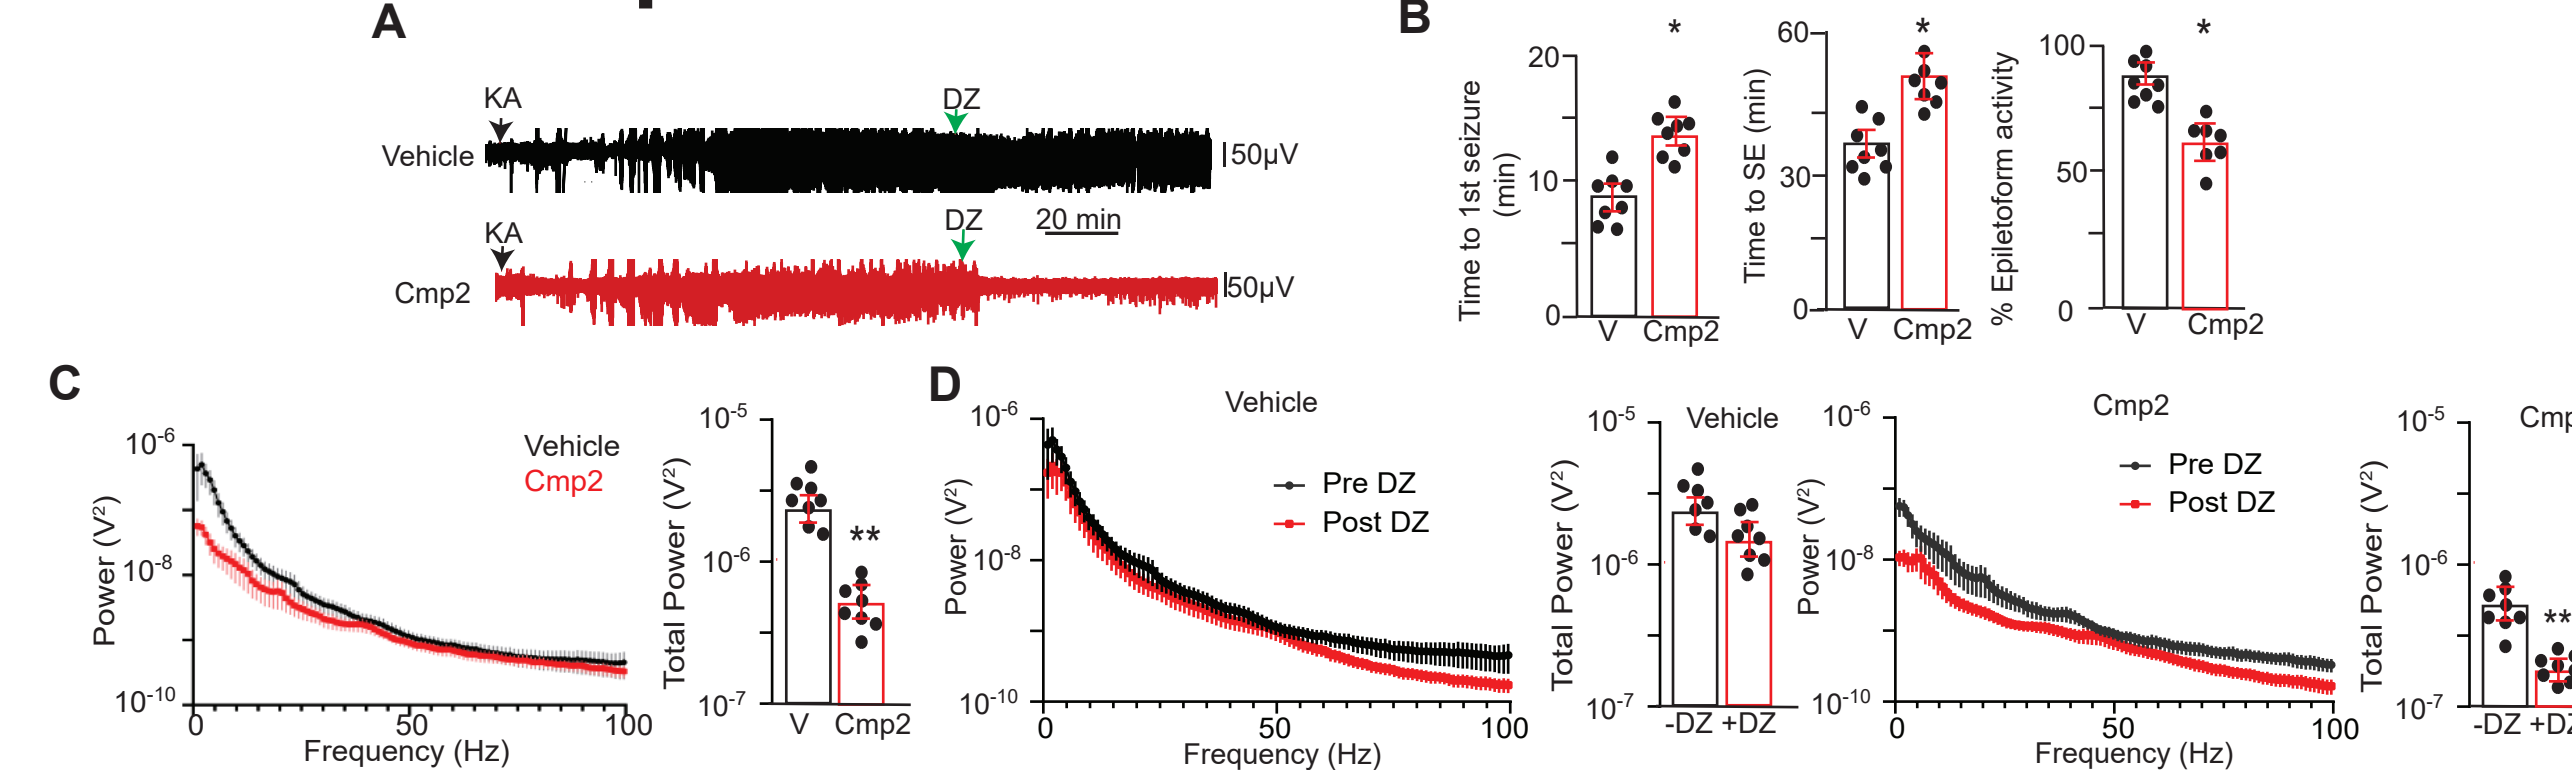 A
KA
DZ
Vehicle
50µV
DZ
20 min
KA
Cmp2
50µV
B
*
20
10
0
Time to 1st seizure
(min)
V Cmp2
*
60
30
0
Time to SE (min)
V Cmp2
*
100
50
0
% Epiletoform activity
V Cmp2
C
10-6
10-8
10-10
Power (V2)
Vehicle
Cmp2
0 50 100
Frequency (Hz)
10-5
10-6
10-7
Total Power (V2)
**
V Cmp2
D
Vehicle
10-6
10-8
10-10
Power (V2)
Pre DZ
Post DZ
0 50 100
Frequency (Hz)
Vehicle
10-5
10-6
10-7
Total Power (V2)
-DZ +DZ
Cmp2
10-6
10-8
10-10
Power (V2)
Pre DZ
Post DZ
0 50 100
Frequency (Hz)
Cmp
10-5
10-6
10-7
Total Power (V2)
**
-DZ +DZ